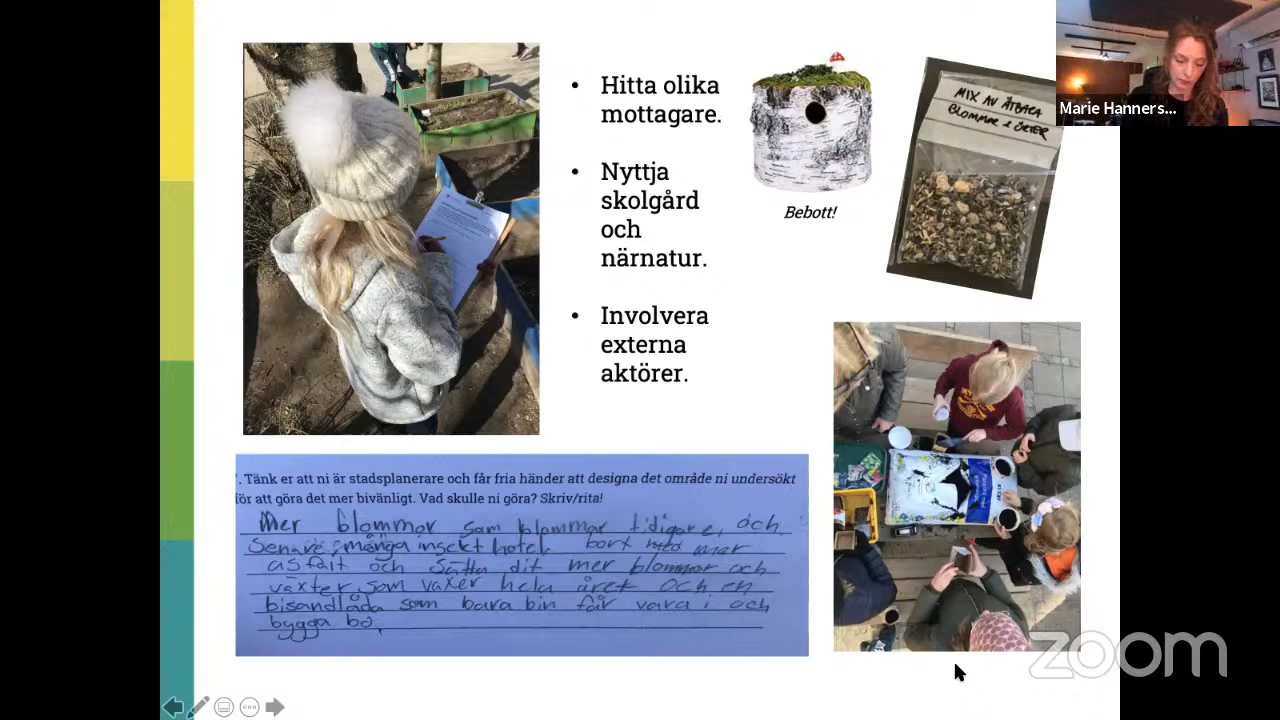 Marie Hanners...
• Hitta olika
mottagare.
• Nyttja
skolgård
och
närnatur.
• Involvera
externa
aktörer.
Bebott!
MIX AV ÄTBARA
BLOMMOR & ÖRTER
. Tänk er att ni är stadsplanerare och får fria händer att designa det område ni undersökt
för att göra det mer bivänligt. Vad skulle ni göra? Skriv/rita!
Mer blommor som blommar tidigare, och
senare, många insekt hotell bort med mer
asfalt och sätta dit mer blommor och
växter som växer hela året och en
bisandlåda som bara bin får vara i och
bygga bo.
zoom